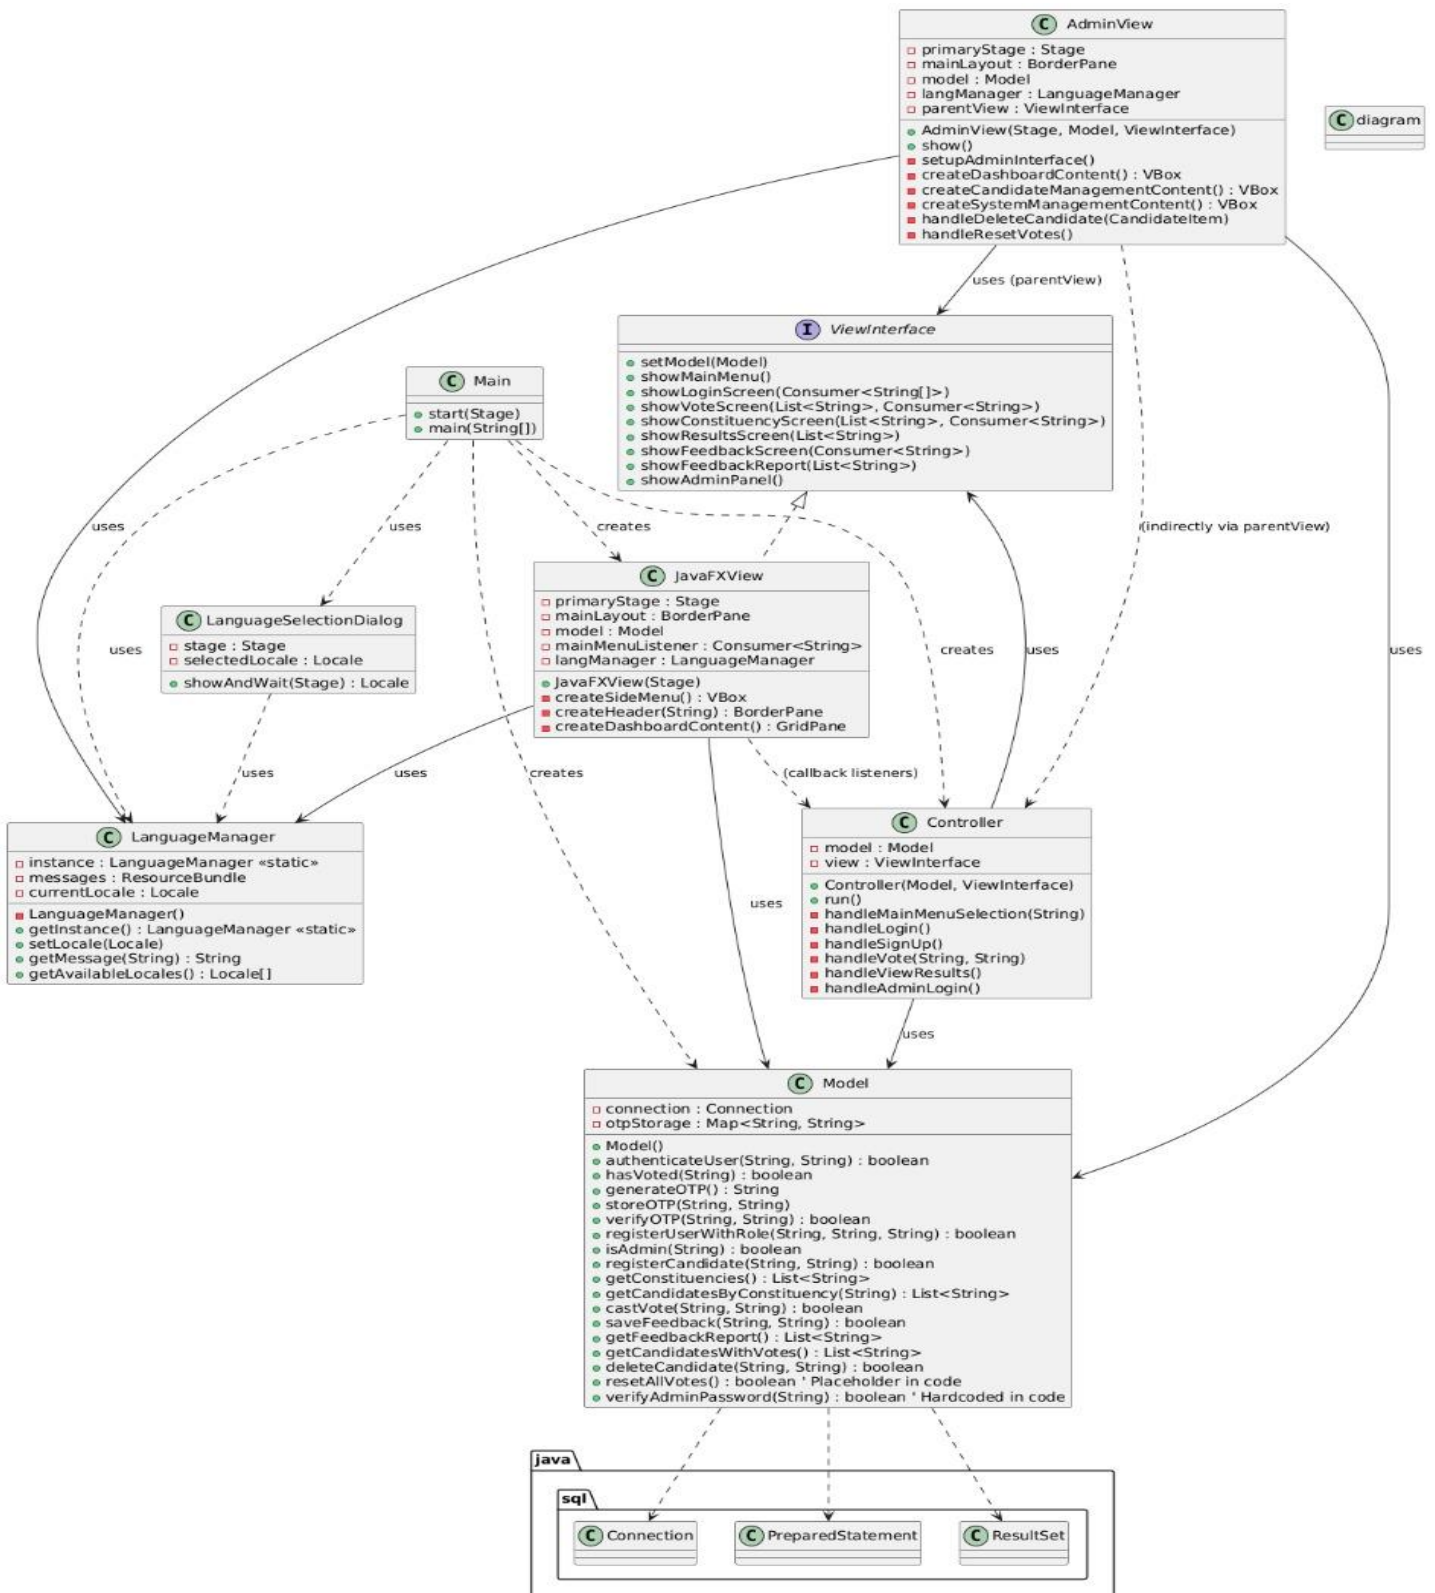 C AdminView
primaryStage : Stage
mainLayout : BorderPane
model : Model
langManager : LanguageManager
parentView : ViewInterface
AdminView(Stage, Model, ViewInterface)
show()
setupAdminInterface()
createDashboardContent() : VBox
createCandidateManagementContent() : VBox
createSystemManagementContent() : VBox
handleDeleteCandidate(CandidateItem)
handleResetVotes()
C diagram
uses (parentView)
I ViewInterface
setModel(Model)
showMainMenu()
showLoginScreen(Consumer<String[]>)
showVoteScreen(List<String>, Consumer<String>)
showConstituencyScreen(List<String>, Consumer<String>)
showResultsScreen(List<String>)
showFeedbackScreen(Consumer<String>)
showFeedbackReport(List<String>)
showAdminPanel()
C Main
start(Stage)
main(String[])
uses
uses
creates
(indirectly via parentView)
C JavaFXView
primaryStage : Stage
mainLayout : BorderPane
model : Model
mainMenuListener : Consumer<String>
langManager : LanguageManager
JavaFXView(Stage)
createSideMenu() : VBox
createHeader(String) : BorderPane
createDashboardContent() : GridPane
C LanguageSelectionDialog
stage : Stage
selectedLocale : Locale
showAndWait(Stage) : Locale
uses
creates
uses
uses
uses
uses
creates
(callback listeners)
C LanguageManager
instance : LanguageManager «static»
messages : ResourceBundle
currentLocale : Locale
LanguageManager()
getInstance() : LanguageManager «static»
setLocale(Locale)
getMessage(String) : String
getAvailableLocales() : Locale[]
C Controller
model : Model
view : ViewInterface
Controller(Model, ViewInterface)
run()
handleMainMenuSelection(String)
handleLogin()
handleSignUp()
handleVote(String, String)
handleViewResults()
handleAdminLogin()
uses
uses
C Model
connection : Connection
otpStorage : Map<String, String>
Model()
authenticateUser(String, String) : boolean
hasVoted(String) : boolean
generateOTP() : String
storeOTP(String, String)
verifyOTP(String, String) : boolean
registerUserWithRole(String, String, String) : boolean
isAdmin(String) : boolean
registerCandidate(String, String) : boolean
getConstituencies() : List<String>
getCandidatesByConstituency(String) : List<String>
castVote(String, String) : boolean
saveFeedback(String, String) : boolean
getFeedbackReport() : List<String>
getCandidatesWithVotes() : List<String>
deleteCandidate(String, String) : boolean
resetAllVotes() : boolean ' Placeholder in code
verifyAdminPassword(String) : boolean ' Hardcoded in code
java
sql
C Connection
C PreparedStatement
C ResultSet